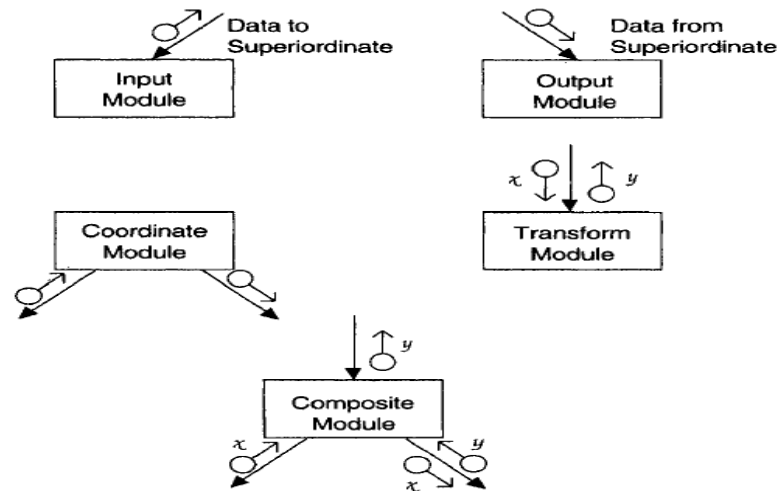 Data to
Superiordinate
Input
Module
Data from
Superiordinate
Output
Module
Coordinate
Module
x
y
Transform
Module
y
Composite
Module
x
y
x